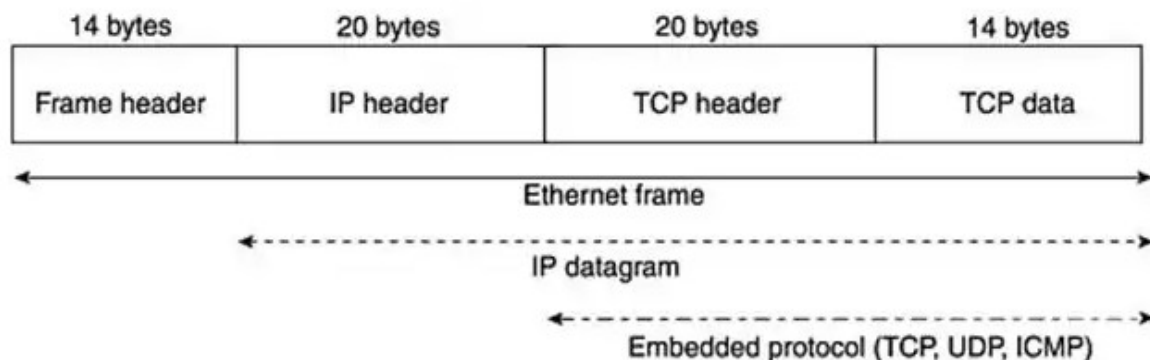 14 bytes 20 bytes 20 bytes 14 bytes
Frame header IP header TCP header TCP data
Ethernet frame
IP datagram
Embedded protocol (TCP, UDP, ICMP)